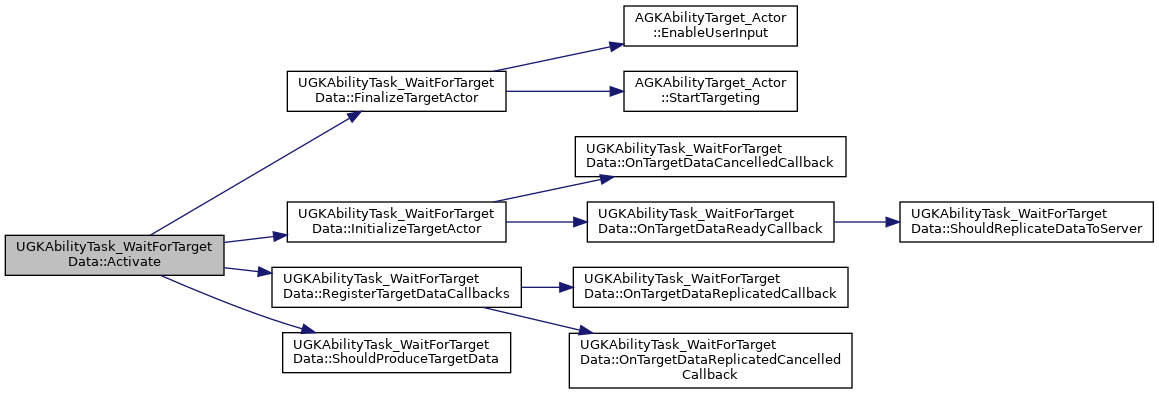 AGKAbilityTarget_Actor
::EnableUserInput
UGKAbilityTask_WaitForTarget
Data::FinalizeTargetActor
AGKAbilityTarget_Actor
::StartTargeting
UGKAbilityTask_WaitForTarget
Data::OnTargetDataCancelledCallback
UGKAbilityTask_WaitForTarget
Data::InitializeTargetActor
UGKAbilityTask_WaitForTarget
Data::OnTargetDataReadyCallback
UGKAbilityTask_WaitForTarget
Data::ShouldReplicateDataToServer
UGKAbilityTask_WaitForTarget
Data::Activate
UGKAbilityTask_WaitForTarget
Data::RegisterTargetDataCallbacks
UGKAbilityTask_WaitForTarget
Data::OnTargetDataReplicatedCallback
UGKAbilityTask_WaitForTarget
Data::ShouldProduceTargetData
UGKAbilityTask_WaitForTarget
Data::OnTargetDataReplicatedCancelled
Callback